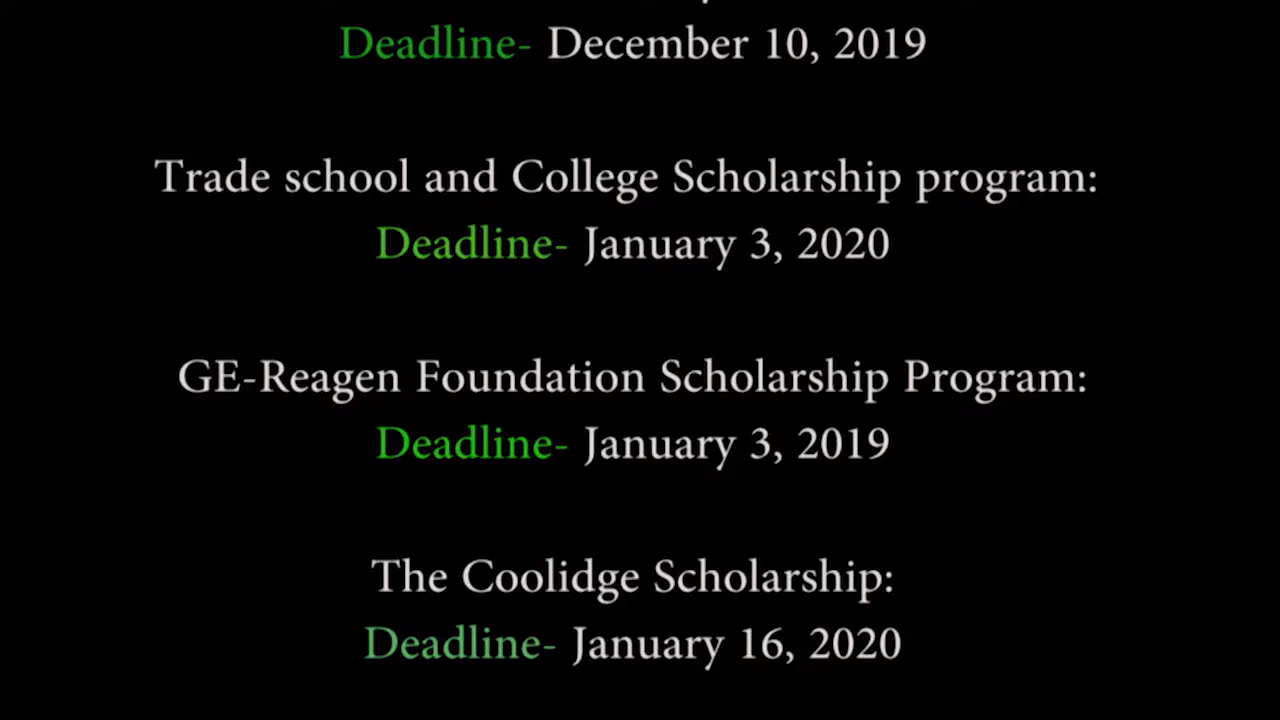 Deadline- December 10, 2019
Trade school and College Scholarship program:
Deadline- January 3, 2020
GE-Reagen Foundation Scholarship Program:
Deadline- January 3, 2019
The Coolidge Scholarship:
Deadline- January 16, 2020